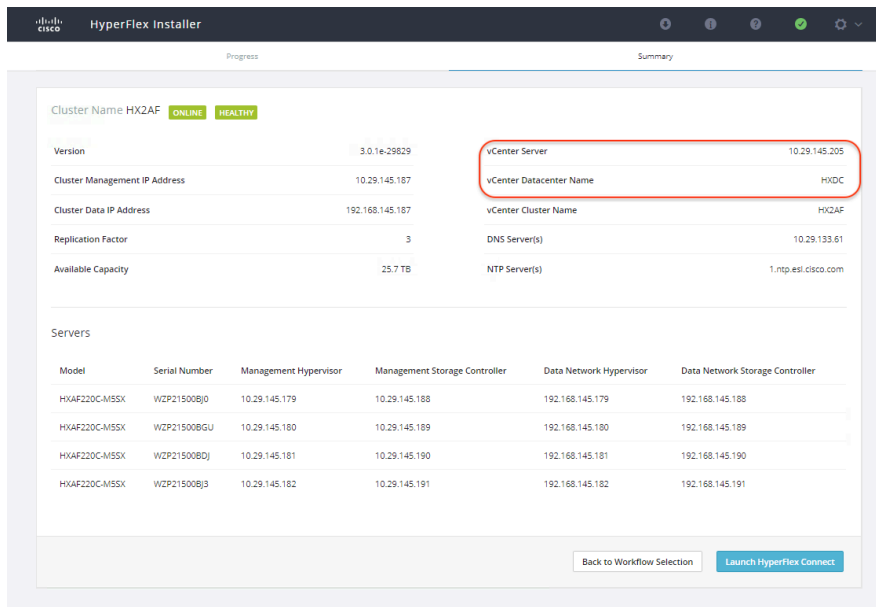 CISCO HyperFlex Installer
Progress Summary
Cluster Name HX2AF ONLINE HEALTHY
Version 3.0.1e-29829 vCenter Server 10.29.145.205
Cluster Management IP Address 10.29.145.187 vCenter Datacenter Name HXDC
Cluster Data IP Address 192.168.145.187 vCenter Cluster Name HX2AF
Replication Factor 3 DNS Server(s) 10.29.133.61
Available Capacity 25.7 TB NTP Server(s) 1.ntp.esl.cisco.com
Servers
Model Serial Number Management Hypervisor Management Storage Controller Data Network Hypervisor Data Network Storage Controller
HXAF220C-M5SX WZP21500BJ0 10.29.145.179 10.29.145.188 192.168.145.179 192.168.145.188
HXAF220C-M5SX WZP21500BGU 10.29.145.180 10.29.145.189 192.168.145.180 192.168.145.189
HXAF220C-M5SX WZP21500BDJ 10.29.145.181 10.29.145.190 192.168.145.181 192.168.145.190
HXAF220C-M5SX WZP21500BJ3 10.29.145.182 10.29.145.191 192.168.145.182 192.168.145.191
Back to Workflow Selection Launch HyperFlex Connect